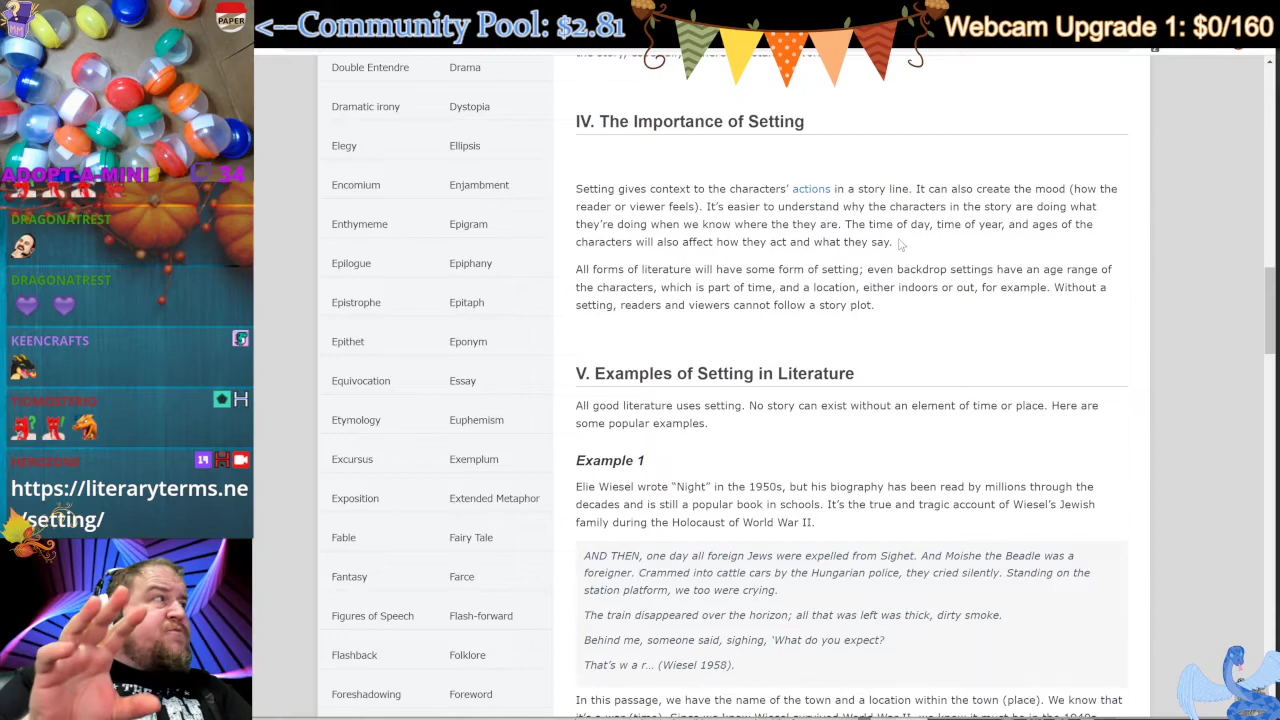 PAPER
<--Community Pool: $2.81
Webcam Upgrade 1: $0/160
ADOPT-A-MINI 34
DRAGONATREST
DRAGONATREST
KEENCRAFTS
HEROZONE
19
https://literaryterms.ne
/setting/
Double Entendre Drama
Dramatic irony Dystopia
Elegy Ellipsis
Encomium Enjambment
Enthymeme Epigram
Epilogue Epiphany
Epistrophe Epitaph
Epithet Eponym
Equivocation Essay
Etymology Euphemism
Excursus Exemplum
Exposition Extended Metaphor
Fable Fairy Tale
Fantasy Farce
Figures of Speech Flash-forward
Flashback Folklore
Foreshadowing Foreword
IV. The Importance of Setting
Setting gives context to the characters’ actions in a story line. It can also create the mood (how the
reader or viewer feels). It’s easier to understand why the characters in the story are doing what
they’re doing when we know where the they are. The time of day, time of year, and ages of the
characters will also affect how they act and what they say.
All forms of literature will have some form of setting; even backdrop settings have an age range of
the characters, which is part of time, and a location, either indoors or out, for example. Without a
setting, readers and viewers cannot follow a story plot.
V. Examples of Setting in Literature
All good literature uses setting. No story can exist without an element of time or place. Here are
some popular examples.
Example 1
Elie Wiesel wrote “Night” in the 1950s, but his biography has been read by millions through the
decades and is still a popular book in schools. It’s the true and tragic account of Wiesel’s Jewish
family during the Holocaust of World War II.
AND THEN, one day all foreign Jews were expelled from Sighet. And Moishe the Beadle was a
foreigner. Crammed into cattle cars by the Hungarian police, they cried silently. Standing on the
station platform, we too were crying.
The train disappeared over the horizon; all that was left was thick, dirty smoke.
Behind me, someone said, sighing, ‘What do you expect?
That’s w a r… (Wiesel 1958).
In this passage, we have the name of the town and a location within the town (place). We know that